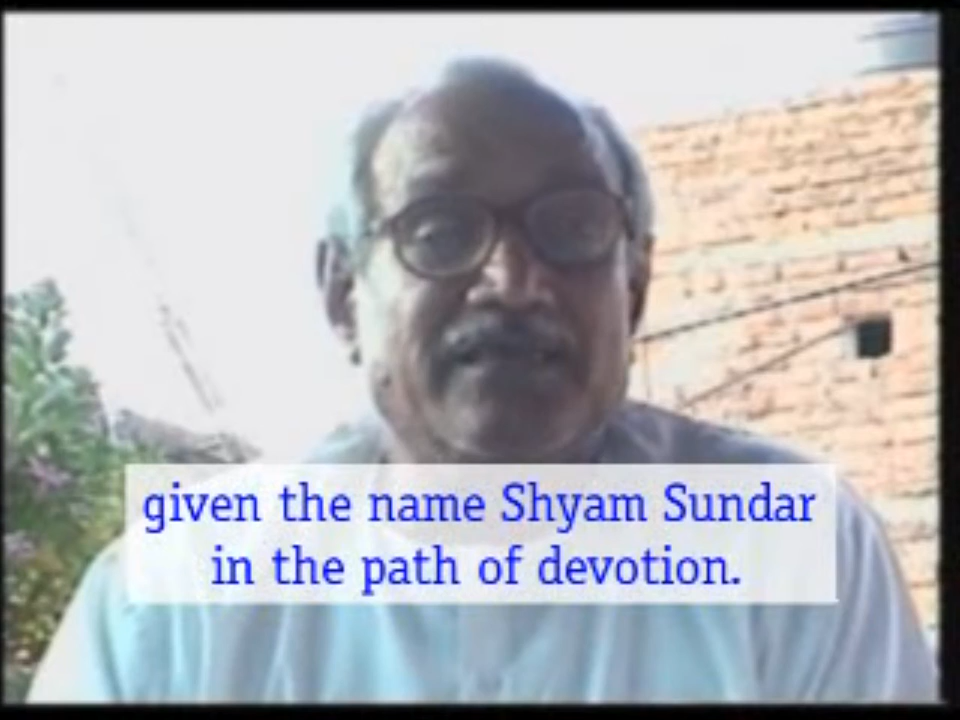 given the name Shyam Sundar
in the path of devotion.